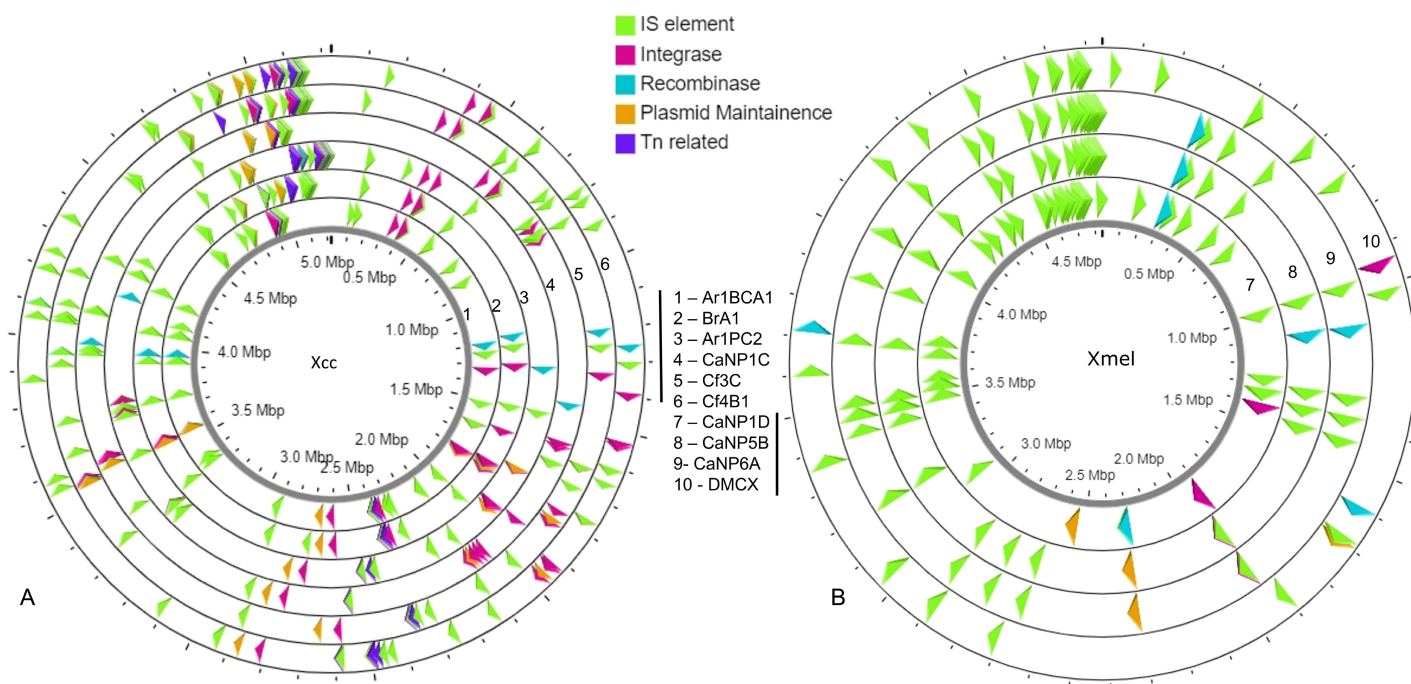 IS element
Integrase
Recombinase
Plasmid Maintainence
Tn related
5.0 Mbp
0.5 Mbp
1.0 Mbp
1.5 Mbp
2.0 Mbp
2.5 Mbp
3.0 Mbp
3.5 Mbp
4.0 Mbp
4.5 Mbp
Xcc
1
2
3
4
5
6
A
1 – Ar1BCA1
2 – BrA1
3 – Ar1PC2
4 – CaNP1C
5 – Cf3C
6 – Cf4B1
7 – CaNP1D
8 – CaNP5B
9- CaNP6A
10 - DMCX
4.5 Mbp
0.5 Mbp
1.0 Mbp
1.5 Mbp
2.0 Mbp
2.5 Mbp
3.0 Mbp
3.5 Mbp
4.0 Mbp
Xmel
7
8
9
10
B